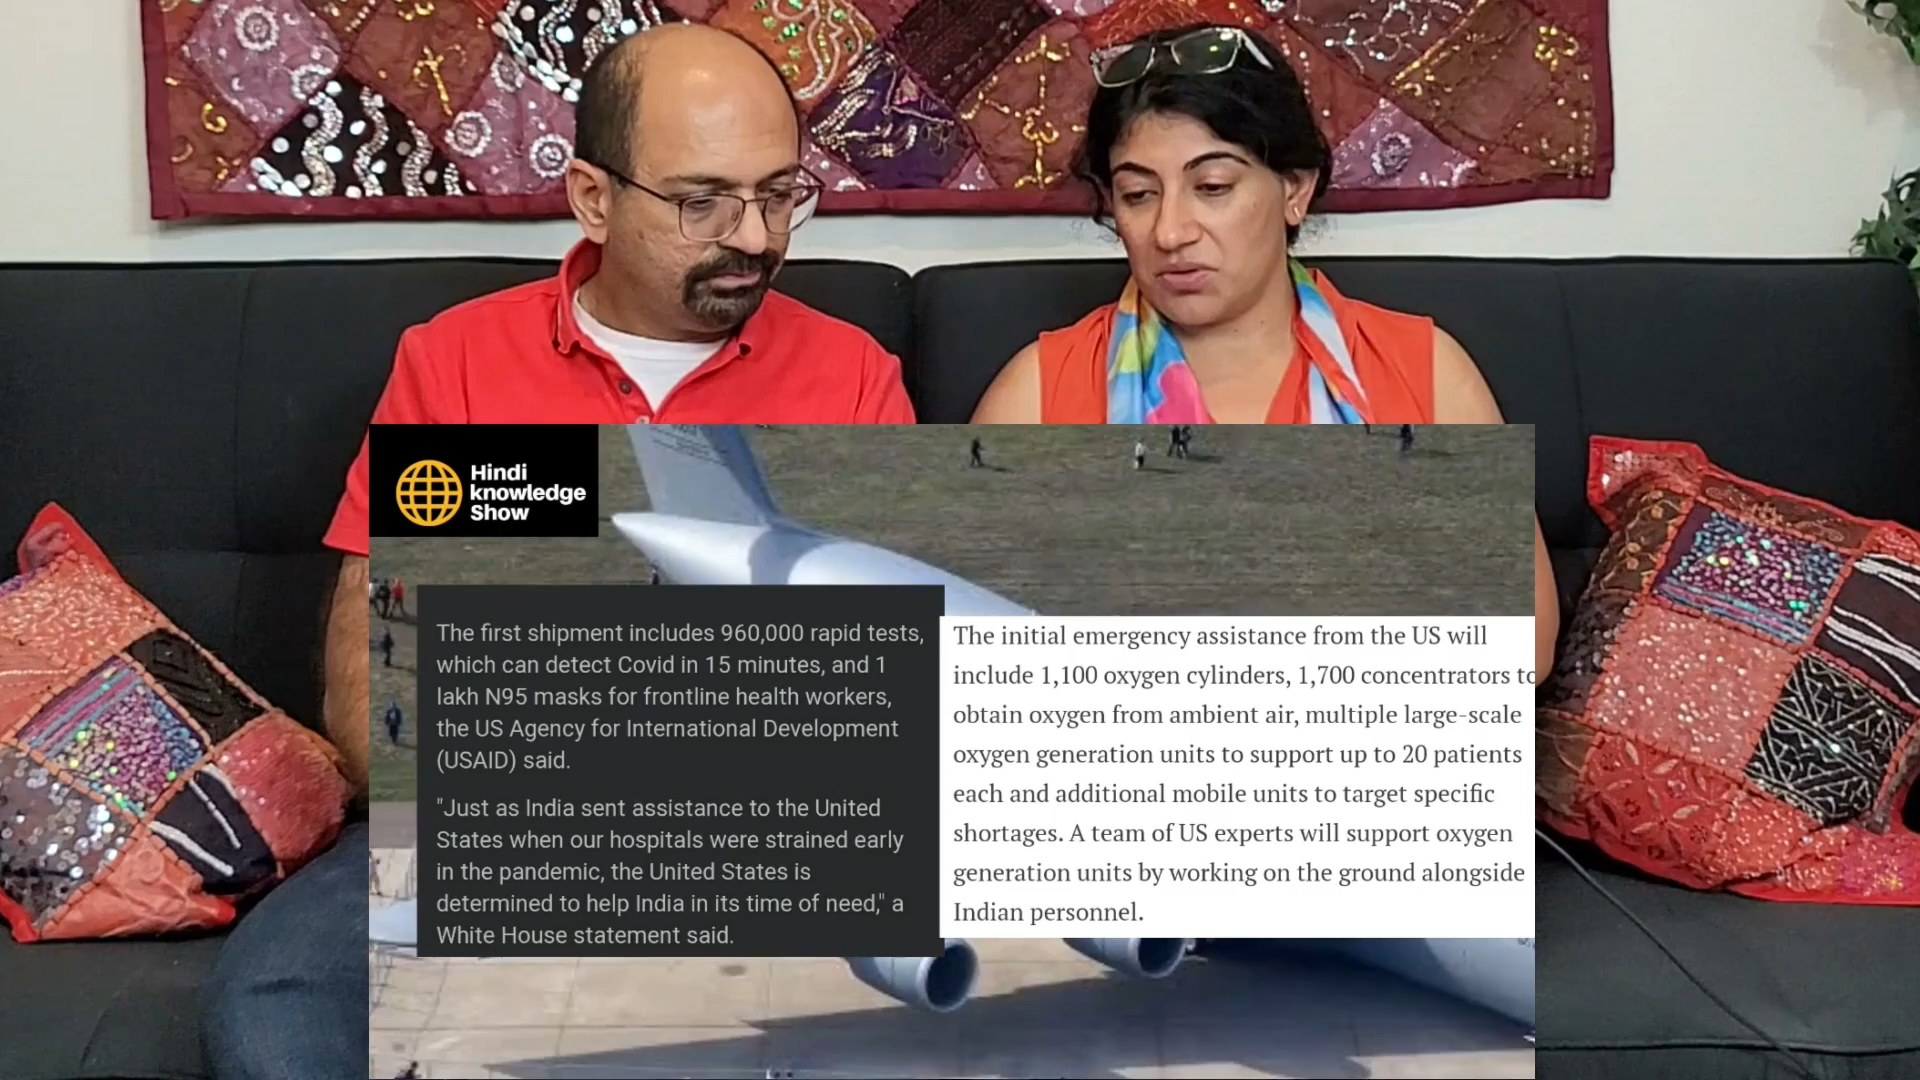 Hindi
knowledge
Show
The first shipment includes 960,000 rapid tests,
which can detect Covid in 15 minutes, and 1
lakh N95 masks for frontline health workers,
the US Agency for International Development
(USAID) said.
"Just as India sent assistance to the United
States when our hospitals were strained early
in the pandemic, the United States is
determined to help India in its time of need," a
White House statement said.
The initial emergency assistance from the US will
include 1,100 oxygen cylinders, 1,700 concentrators to
obtain oxygen from ambient air, multiple large-scale
oxygen generation units to support up to 20 patients
each and additional mobile units to target specific
shortages. A team of US experts will support oxygen
generation units by working on the ground alongside
Indian personnel.